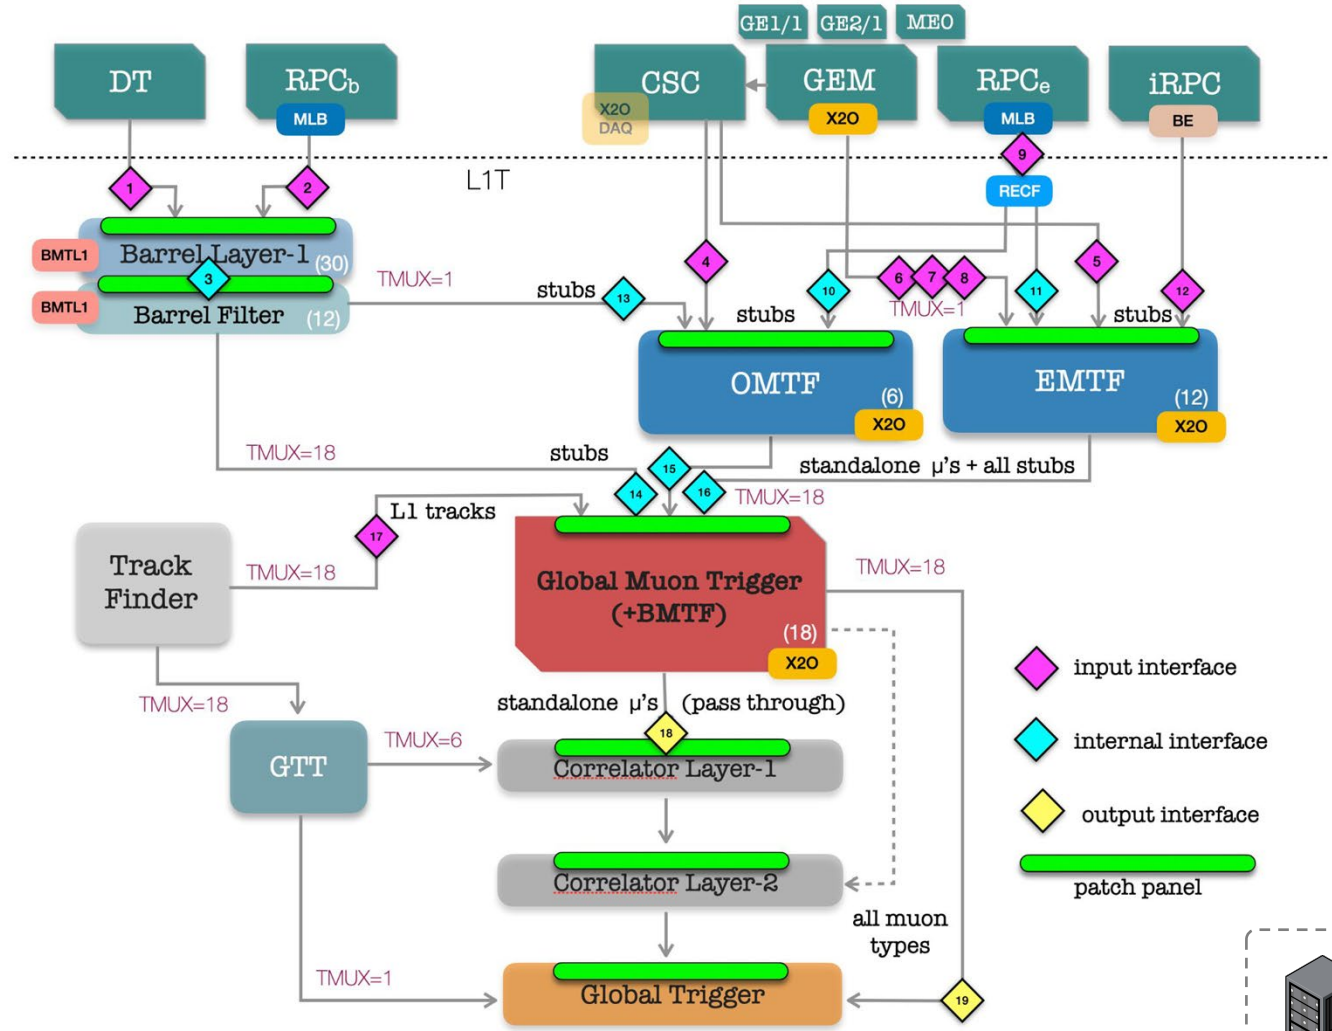 GE1/1 GE2/1 ME0
DT RPCb CSC GEM RPCe iRPC
MLB X2O DAQ X2O MLB BE
9
L1T
1 2 RECF
BMTL1 Barrel Layer-1 (30)
3
4 5
TMUX=1
6 7 8 10 11 12
stubs 13
TMUX=1
BMTL1 Barrel Filter (12)
stubs stubs
OMTF (6) X2O
EMTF (12) X2O
TMUX=18
stubs
15
standalone μ's + all stubs
14 16 TMUX=18
L1 tracks
17
Track
Finder
TMUX=18
Global Muon Trigger
(+BMTF)
(18)
X2O
TMUX=18
TMUX=18
standalone μ's (pass through)
18
GTT
TMUX=6
Correlator Layer-1
Correlator Layer-2
all muon
types
TMUX=1
Global Trigger
19
input interface
internal interface
output interface
patch panel